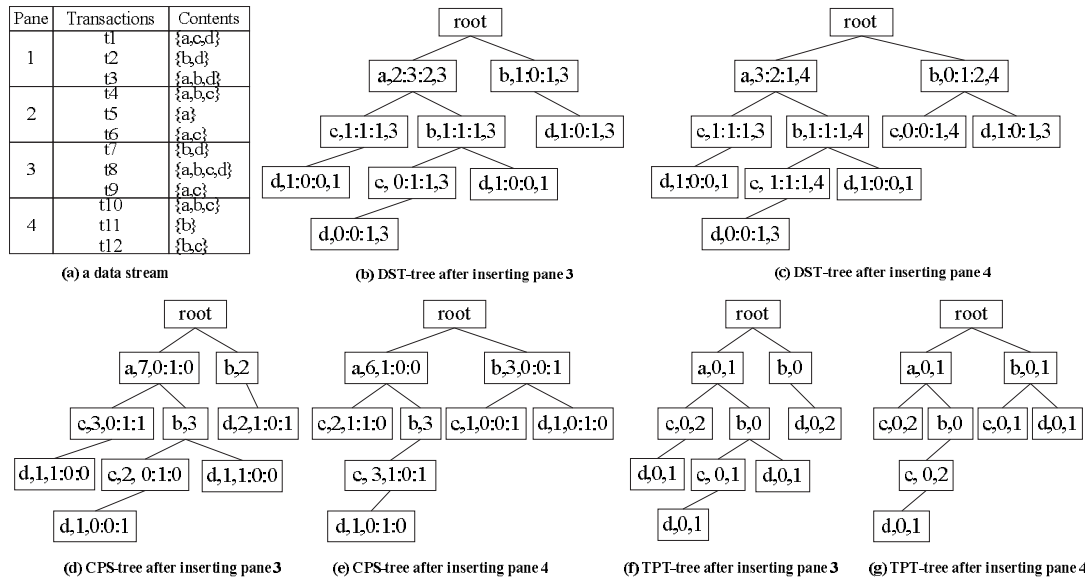 Pane Transactions Contents
1
t1 {a,c,d}
t2 {b,d}
t3 {a,b,d}
2
t4 {a,b,c}
t5 {a}
t6 {a,c}
3
t7 {b,d}
t8 {a,b,c,d}
t9 {a,c}
4
t10 {a,b,c}
t11 {b}
t12 {b,c}
(a) a data stream
root
a,2:3:2,3 b,1:0:1,3
c,1:1:1,3 b,1:1:1,3 d,1:0:1,3
d,1:0:0,1 c, 0:1:1,3 d,1:0:0,1
d,0:0:1,3
(b) DST-tree after inserting pane 3
root
a,3:2:1,4 b,0:1:2,4
c,1:1:1,3 b,1:1:1,4 c,0:0:1,4 d,1:0:1,3
d,1:0:0,1 c, 1:1:1,4 d,1:0:0,1
d,0:0:1,3
(c) DST-tree after inserting pane 4
root
a,7,0:1:0 b,2
c,3,0:1:1 b,3 d,2,1:0:1
d,1,1:0:0 c,2, 0:1:0 d,1,1:0:0
d,1,0:0:1
(d) CPS-tree after inserting pane 3
root
a,6,1:0:0 b,3,0:0:1
c,2,1:1:0 b,3 c,1,0:0:1 d,1,0:1:0
c, 3,1:0:1
d,1,0:1:0
(e) CPS-tree after inserting pane 4
root
a,0,1 b,0
c,0,2 b,0 d,0,2
d,0,1 c, 0,1 d,0,1
d,0,1
(f) TPT-tree after inserting pane 3
root
a,0,1 b,0,1
c,0,2 b,0 c,0,1 d,0,1
c, 0,2
d,0,1
(g) TPT-tree after inserting pane 4